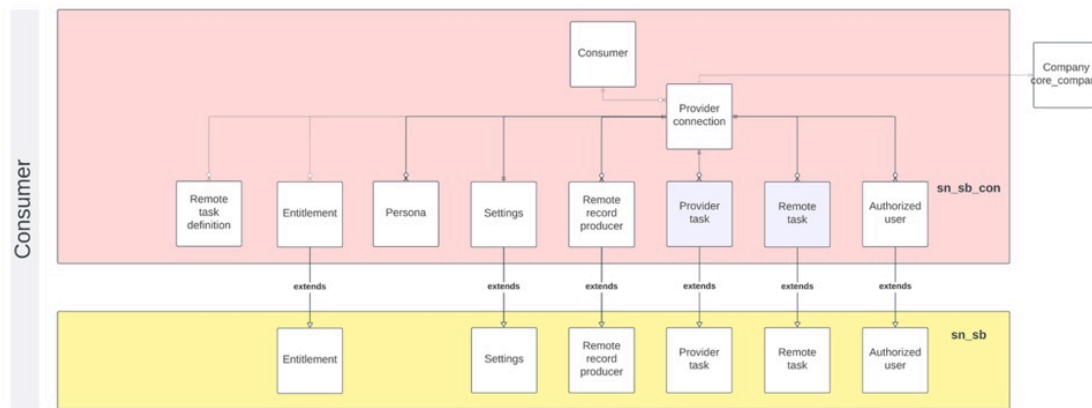 Consumer
Consumer
Company
core_compan
Provider
connection
sn_sb_con
Remote
task
definition
Entitlement
Persona
Settings
Remote
record
producer
Provider
task
Remote
task
Authorized
user
extends
extends
extends
extends
extends
extends
sn_sb
Entitlement
Settings
Remote
record
producer
Provider
task
Remote
task
Authorized
user